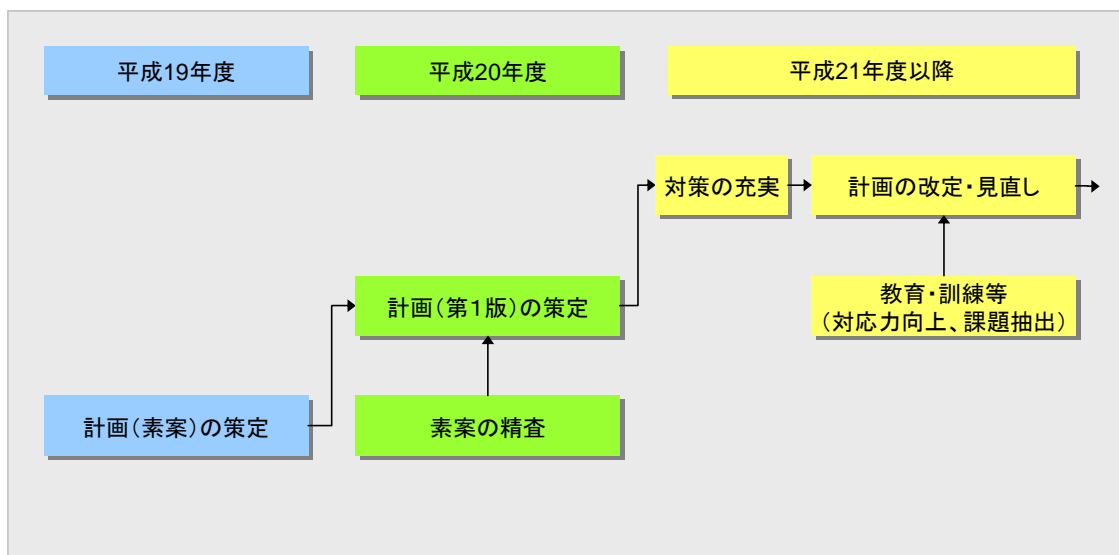 平成19年度
平成20年度
平成21年度以降
対策の充実
計画の改定・見直し
計画（第１版）の策定
教育・訓練等
（対応力向上、課題抽出）
計画（素案）の策定
素案の精査